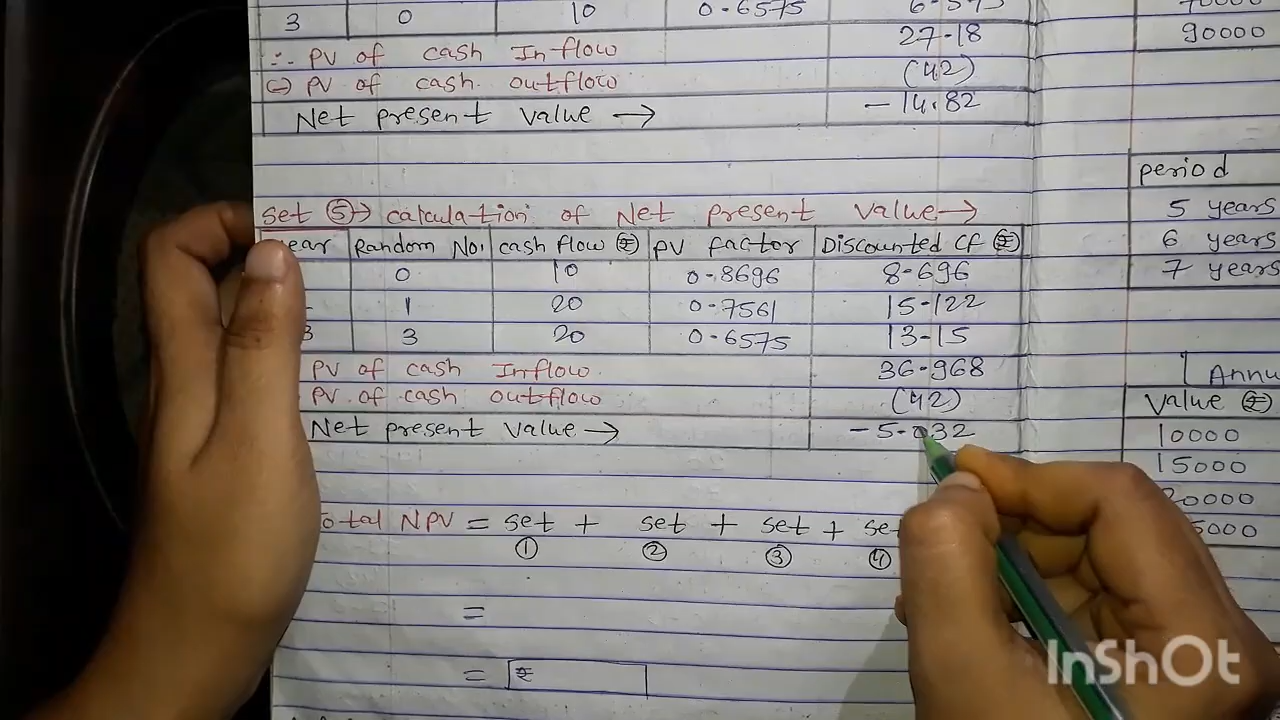 3 0 10 0-6575
70000
∴ PV of cash Inflow 27-18
90000
(-) PV of cash outflow (42)
Net present value → -14.82
period
Set ⑤→ calculation of Net present value→
5 years
year Random No. cash flow (₹) PV factor Discounted CF (₹)
6 years
0 10 0-8696 8-696
7 years
1 20 0-7561 15-122
3 3 20 0-6575 13-15
PV of cash Inflow 36-968
Annu
PV of cash outflow (42)
Value (₹)
Net present value → -5-032
10000
15000
20000
5000
Total NPV = set + set + set + set
① ② ③ ④
=
= ₹
InShOt